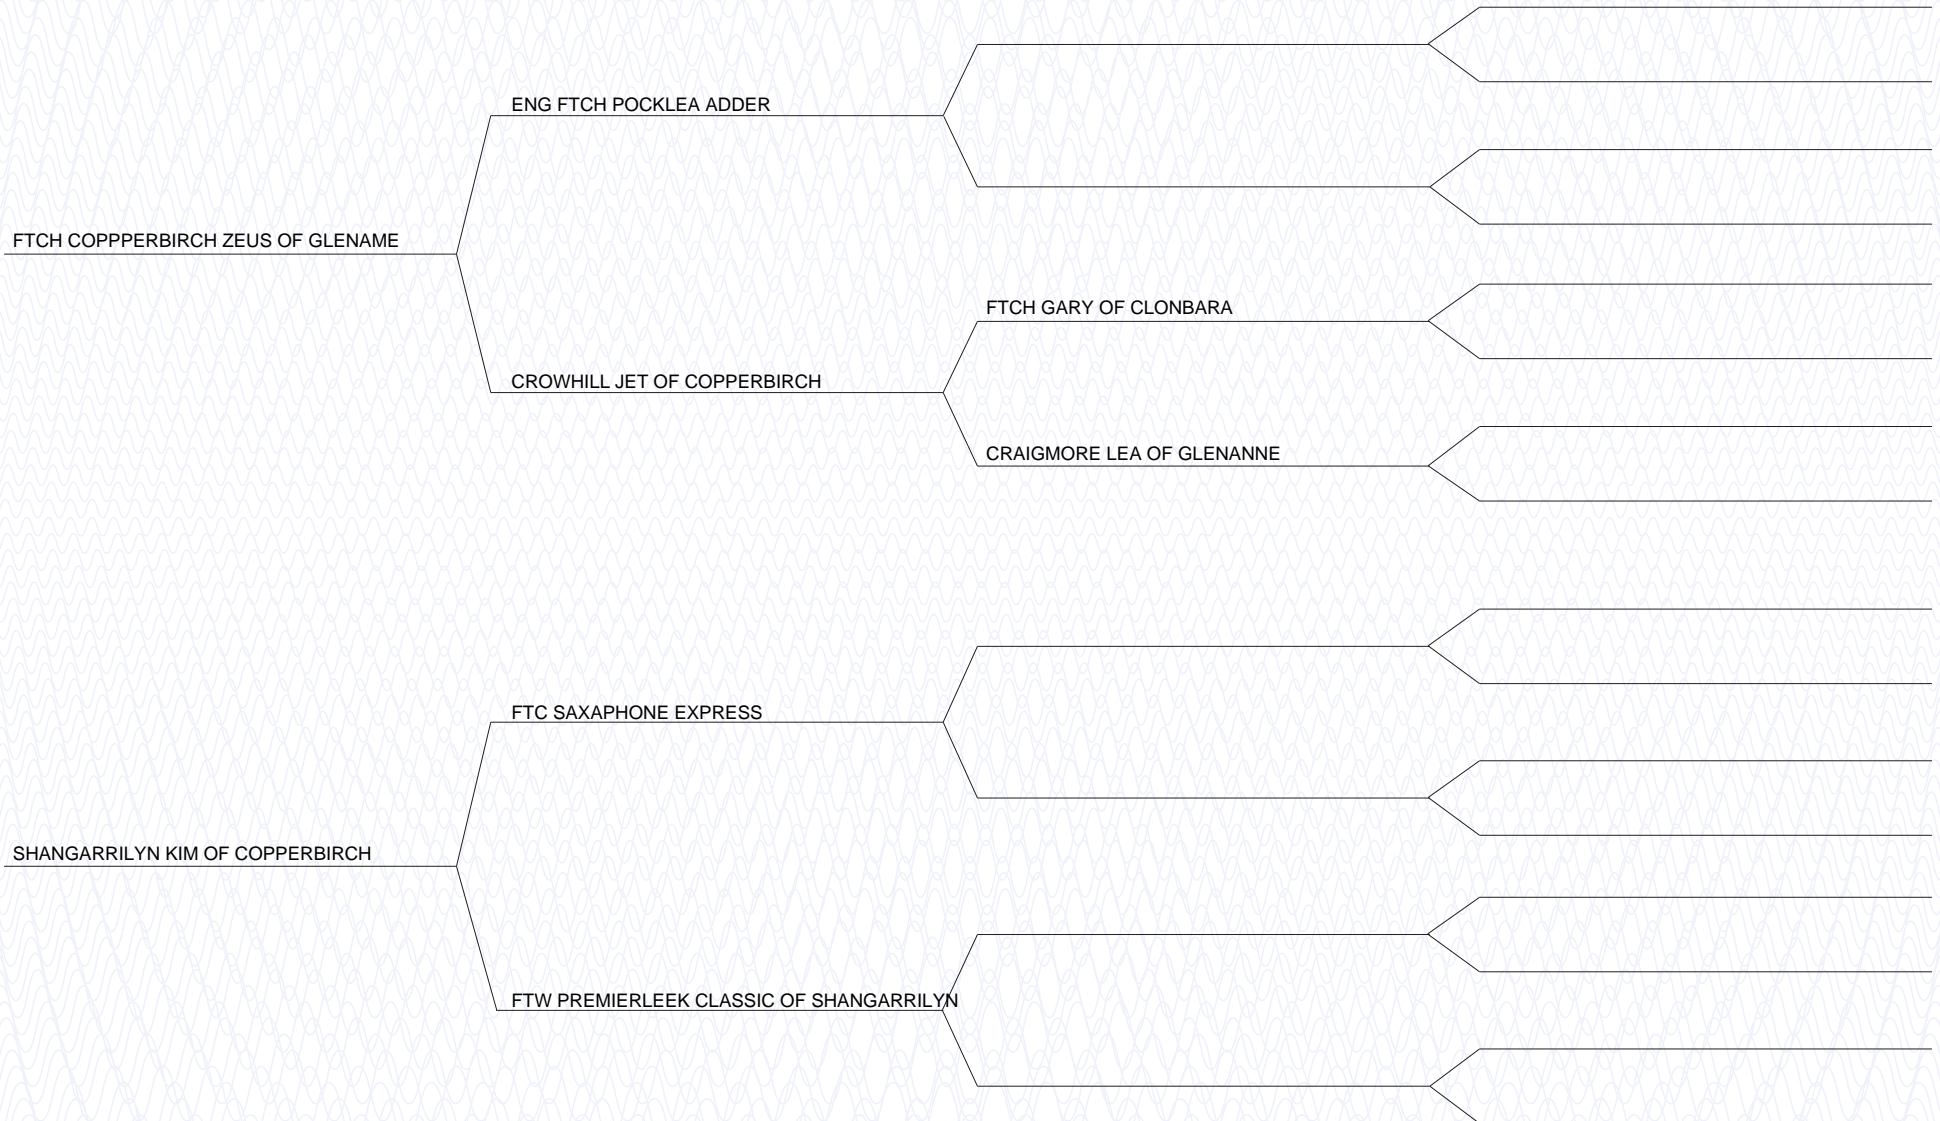 ENG FTCH POCKLEA ADDER
FTCH COPPPERBIRCH ZEUS OF GLENAME
FTCH GARY OF CLONBARA
CROWHILL JET OF COPPERBIRCH
CRAIGMORE LEA OF GLENANNE
FTC SAXAPHONE EXPRESS
SHANGARRILYN KIM OF COPPERBIRCH
FTW PREMIERLEEK CLASSIC OF SHANGARRILYN